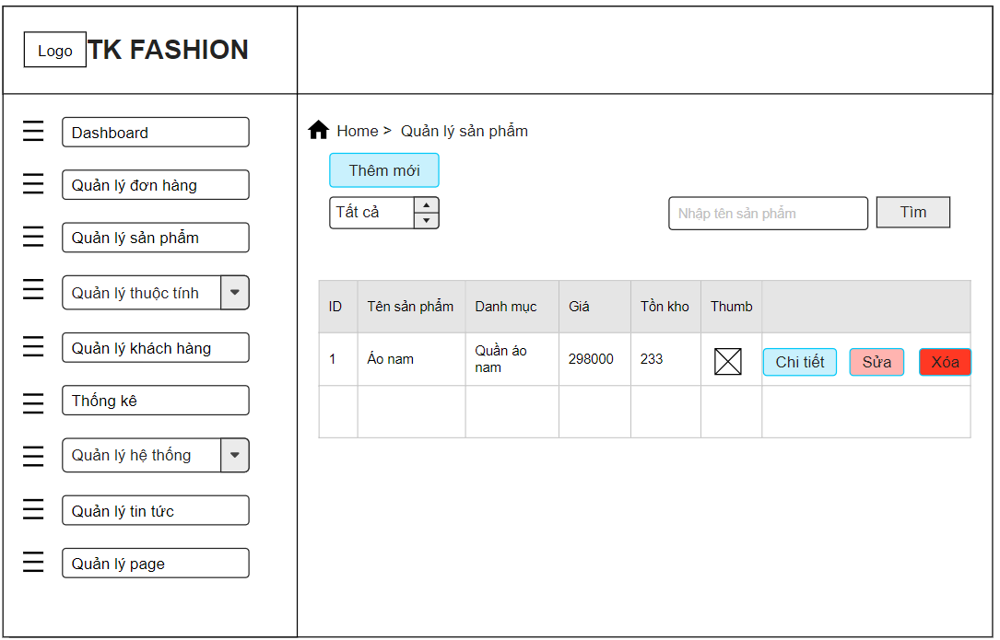 Logo
TK FASHION
Dashboard
Quản lý đơn hàng
Quản lý sản phẩm
Quản lý thuộc tính
Quản lý khách hàng
Thống kê
Quản lý hệ thống
Quản lý tin tức
Quản lý page
Home > Quản lý sản phẩm
Thêm mới
Tất cả
Nhập tên sản phẩm
Tìm
ID Tên sản phẩm Danh mục Giá Tồn kho Thumb
1 Áo nam Quần áo
nam 298000 233 Chi tiết Sửa Xóa